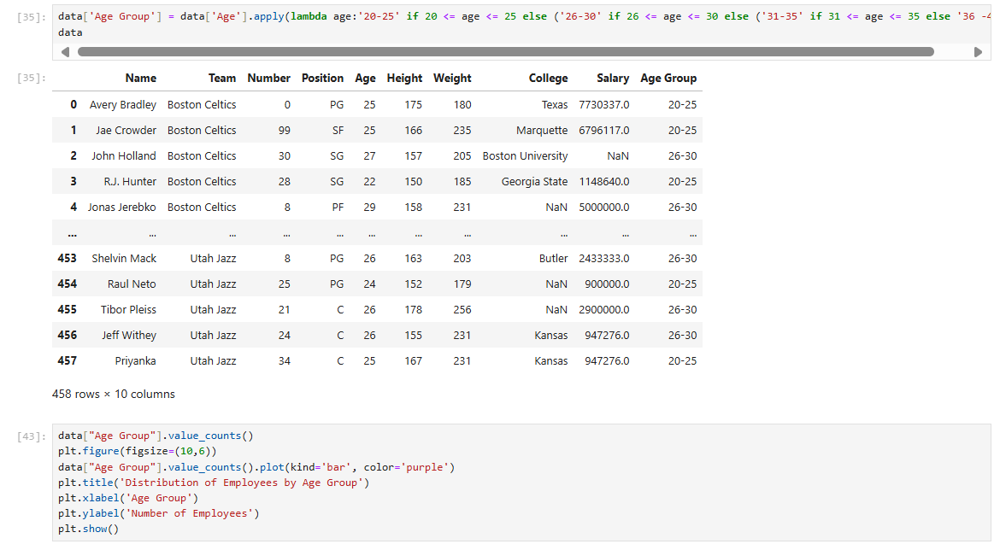 [35]: data['Age Group'] = data['Age'].apply(lambda age:'20-25' if 20 <= age <= 25 else ('26-30' if 26 <= age <= 30 else ('31-35' if 31 <= age <= 35 else '36 -4
data
[35]: Name Team Number Position Age Height Weight College Salary Age Group
0 Avery Bradley Boston Celtics 0 PG 25 175 180 Texas 7730337.0 20-25
1 Jae Crowder Boston Celtics 99 SF 25 166 235 Marquette 6796117.0 20-25
2 John Holland Boston Celtics 30 SG 27 157 205 Boston University NaN 26-30
3 R.J. Hunter Boston Celtics 28 SG 22 150 185 Georgia State 1148640.0 20-25
4 Jonas Jerebko Boston Celtics 8 PF 29 158 231 NaN 5000000.0 26-30
... ... ... ... ... ... ... ... ... ... ...
453 Shelvin Mack Utah Jazz 8 PG 26 163 203 Butler 2433333.0 26-30
454 Raul Neto Utah Jazz 25 PG 24 152 179 NaN 900000.0 20-25
455 Tibor Pleiss Utah Jazz 21 C 26 178 256 NaN 2900000.0 26-30
456 Jeff Withey Utah Jazz 24 C 26 155 231 Kansas 947276.0 26-30
457 Priyanka Utah Jazz 34 C 25 167 231 Kansas 947276.0 20-25
458 rows × 10 columns
[43]: data["Age Group"].value_counts()
plt.figure(figsize=(10,6))
data["Age Group"].value_counts().plot(kind='bar', color='purple')
plt.title('Distribution of Employees by Age Group')
plt.xlabel('Age Group')
plt.ylabel('Number of Employees')
plt.show()